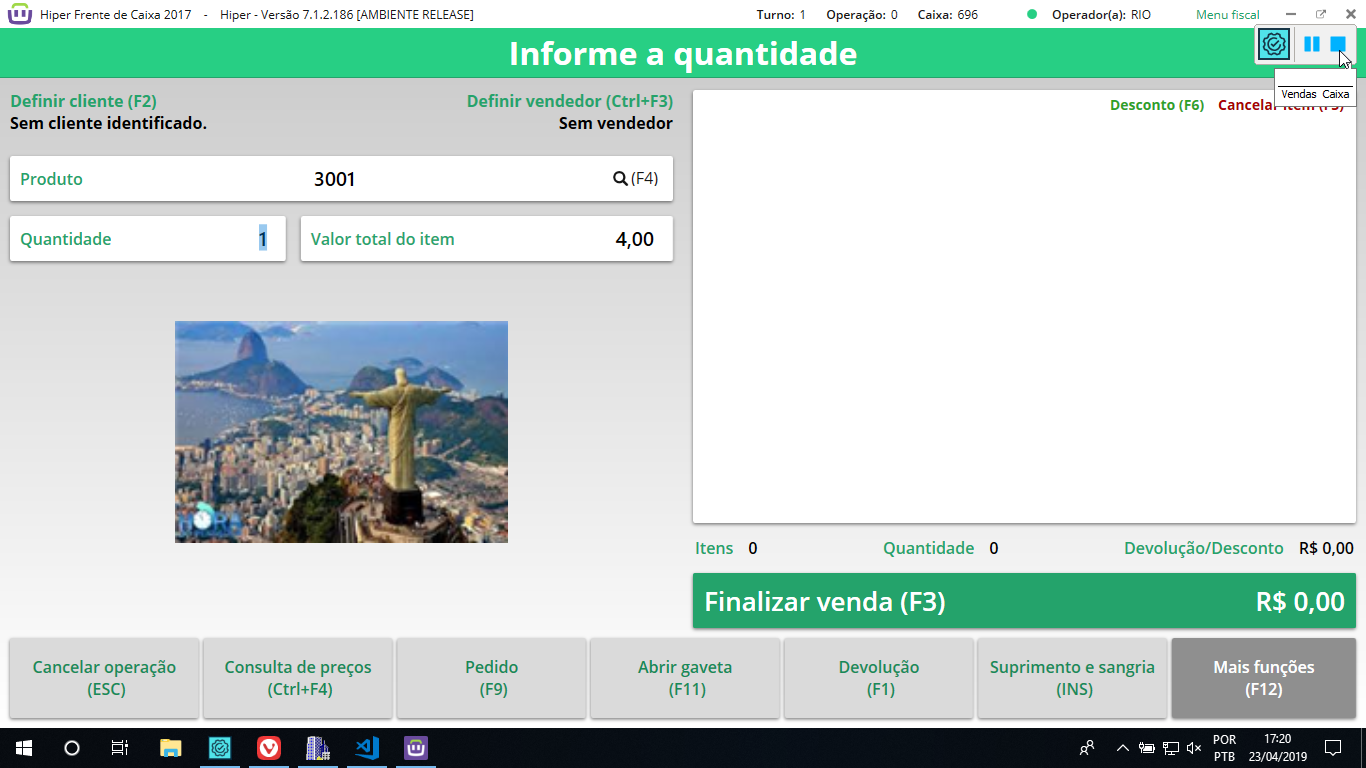 Hiper Frente de Caixa 2017 - Hiper - Versão 7.1.2.186 [AMBIENTE RELEASE]
Turno: 1 Operação: 0 Caixa: 696 Operador(a): RIO Menu fiscal
Informe a quantidade
Vendas Caixa
Definir cliente (F2) Definir vendedor (Ctrl+F3)
Sem cliente identificado. Sem vendedor
Desconto (F6) Cancelar
Produto 3001 (F4)
Quantidade 1 Valor total do item 4,00
HORA
Itens 0 Quantidade 0 Devolução/Desconto R$ 0,00
Finalizar venda (F3) R$ 0,00
Cancelar operação
(ESC)
Consulta de preços
(Ctrl+F4)
Pedido
(F9)
Abrir gaveta
(F11)
Devolução
(F1)
Suprimento e sangria
(INS)
Mais funções
(F12)
POR
PTB
17:20
23/04/2019